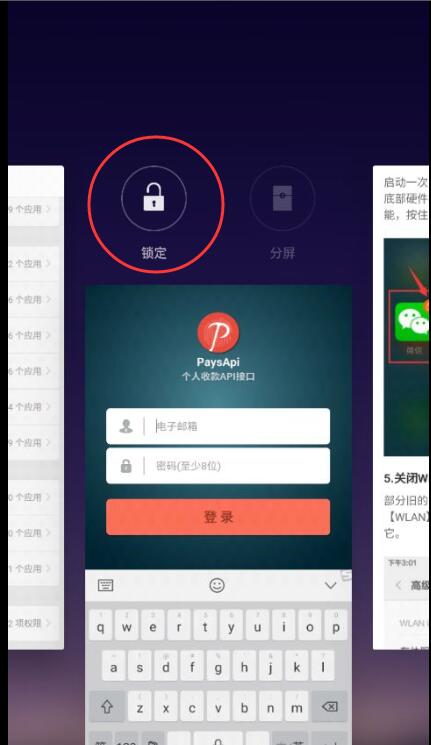 锁定
分屏
9 个应用
2 个应用
6 个应用
6 个应用
6 个应用
4 个应用
9 个应用
0 个应用
0 个应用
1 个应用
2 项权限
PaysApi
个人收款API接口
电子邮箱
密码(至少8位)
登录
q w e r t y u i o p
a s d f g h j k l
z x c v b n m
启动一次
底部硬件
能，按住
微信
5.关闭W
部分旧的
【WLAN】
它。
下午3:01
高级
WLAN